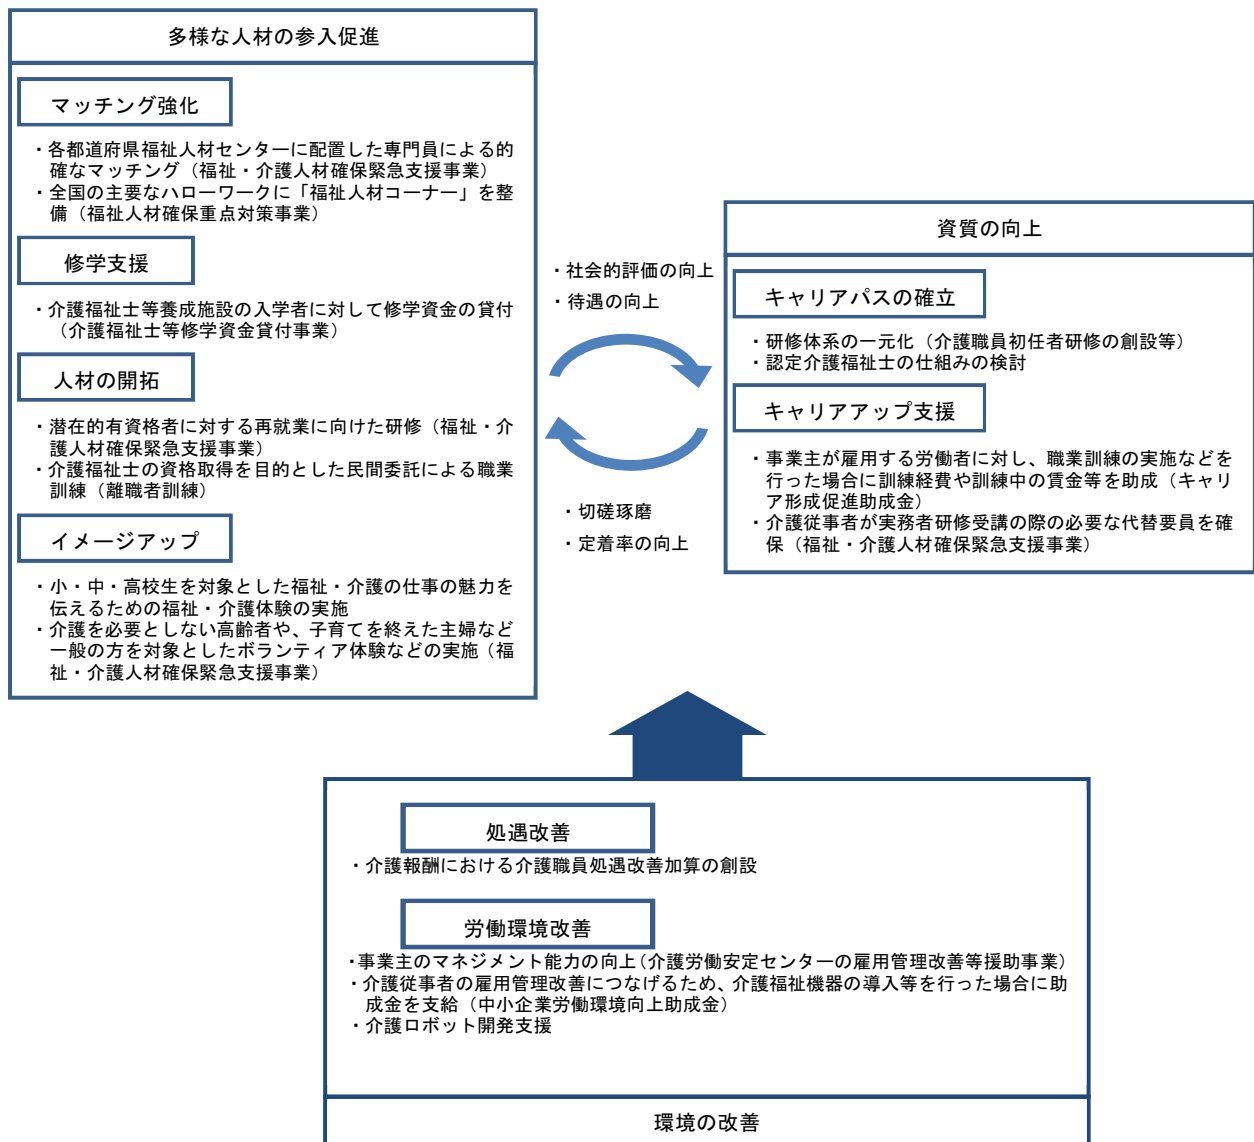 多様な人材の参入促進
マッチング強化
・各都道府県福祉人材センターに配置した専門員による的
確なマッチング（福祉・介護人材確保緊急支援事業）
・全国の主要なハローワークに「福祉人材コーナー」を整
備（福祉人材確保重点対策事業）
修学支援
・介護福祉士等養成施設の入学者に対して修学資金の貸付
（介護福祉士等修学資金貸付事業）
人材の開拓
・潜在的有資格者に対する再就業に向けた研修（福祉・介
護人材確保緊急支援事業）
・介護福祉士の資格取得を目的とした民間委託による職業
訓練（離職者訓練）
イメージアップ
・小・中・高校生を対象とした福祉・介護の仕事の魅力を
伝えるための福祉・介護体験の実施
・介護を必要としない高齢者や、子育てを終えた主婦など
一般の方を対象としたボランティア体験などの実施（福
祉・介護人材確保緊急支援事業）
・社会的評価の向上
・待遇の向上
・切磋琢磨
・定着率の向上
資質の向上
キャリアパスの確立
・研修体系の一元化（介護職員初任者研修の創設等）
・認定介護福祉士の仕組みの検討
キャリアアップ支援
・事業主が雇用する労働者に対し、職業訓練の実施などを
行った場合に訓練経費や訓練中の賃金等を助成（キャリ
ア形成促進助成金）
・介護従事者が実務者研修受講の際の必要な代替要員を確
保（福祉・介護人材確保緊急支援事業）
処遇改善
・介護報酬における介護職員処遇改善加算の創設
労働環境改善
・事業主のマネジメント能力の向上（介護労働安定センターの雇用管理改善等援助事業）
・介護従事者の雇用管理改善につなげるため、介護福祉機器の導入等を行った場合に助
成金を支給（中小企業労働環境向上助成金）
・介護ロボット開発支援
環境の改善